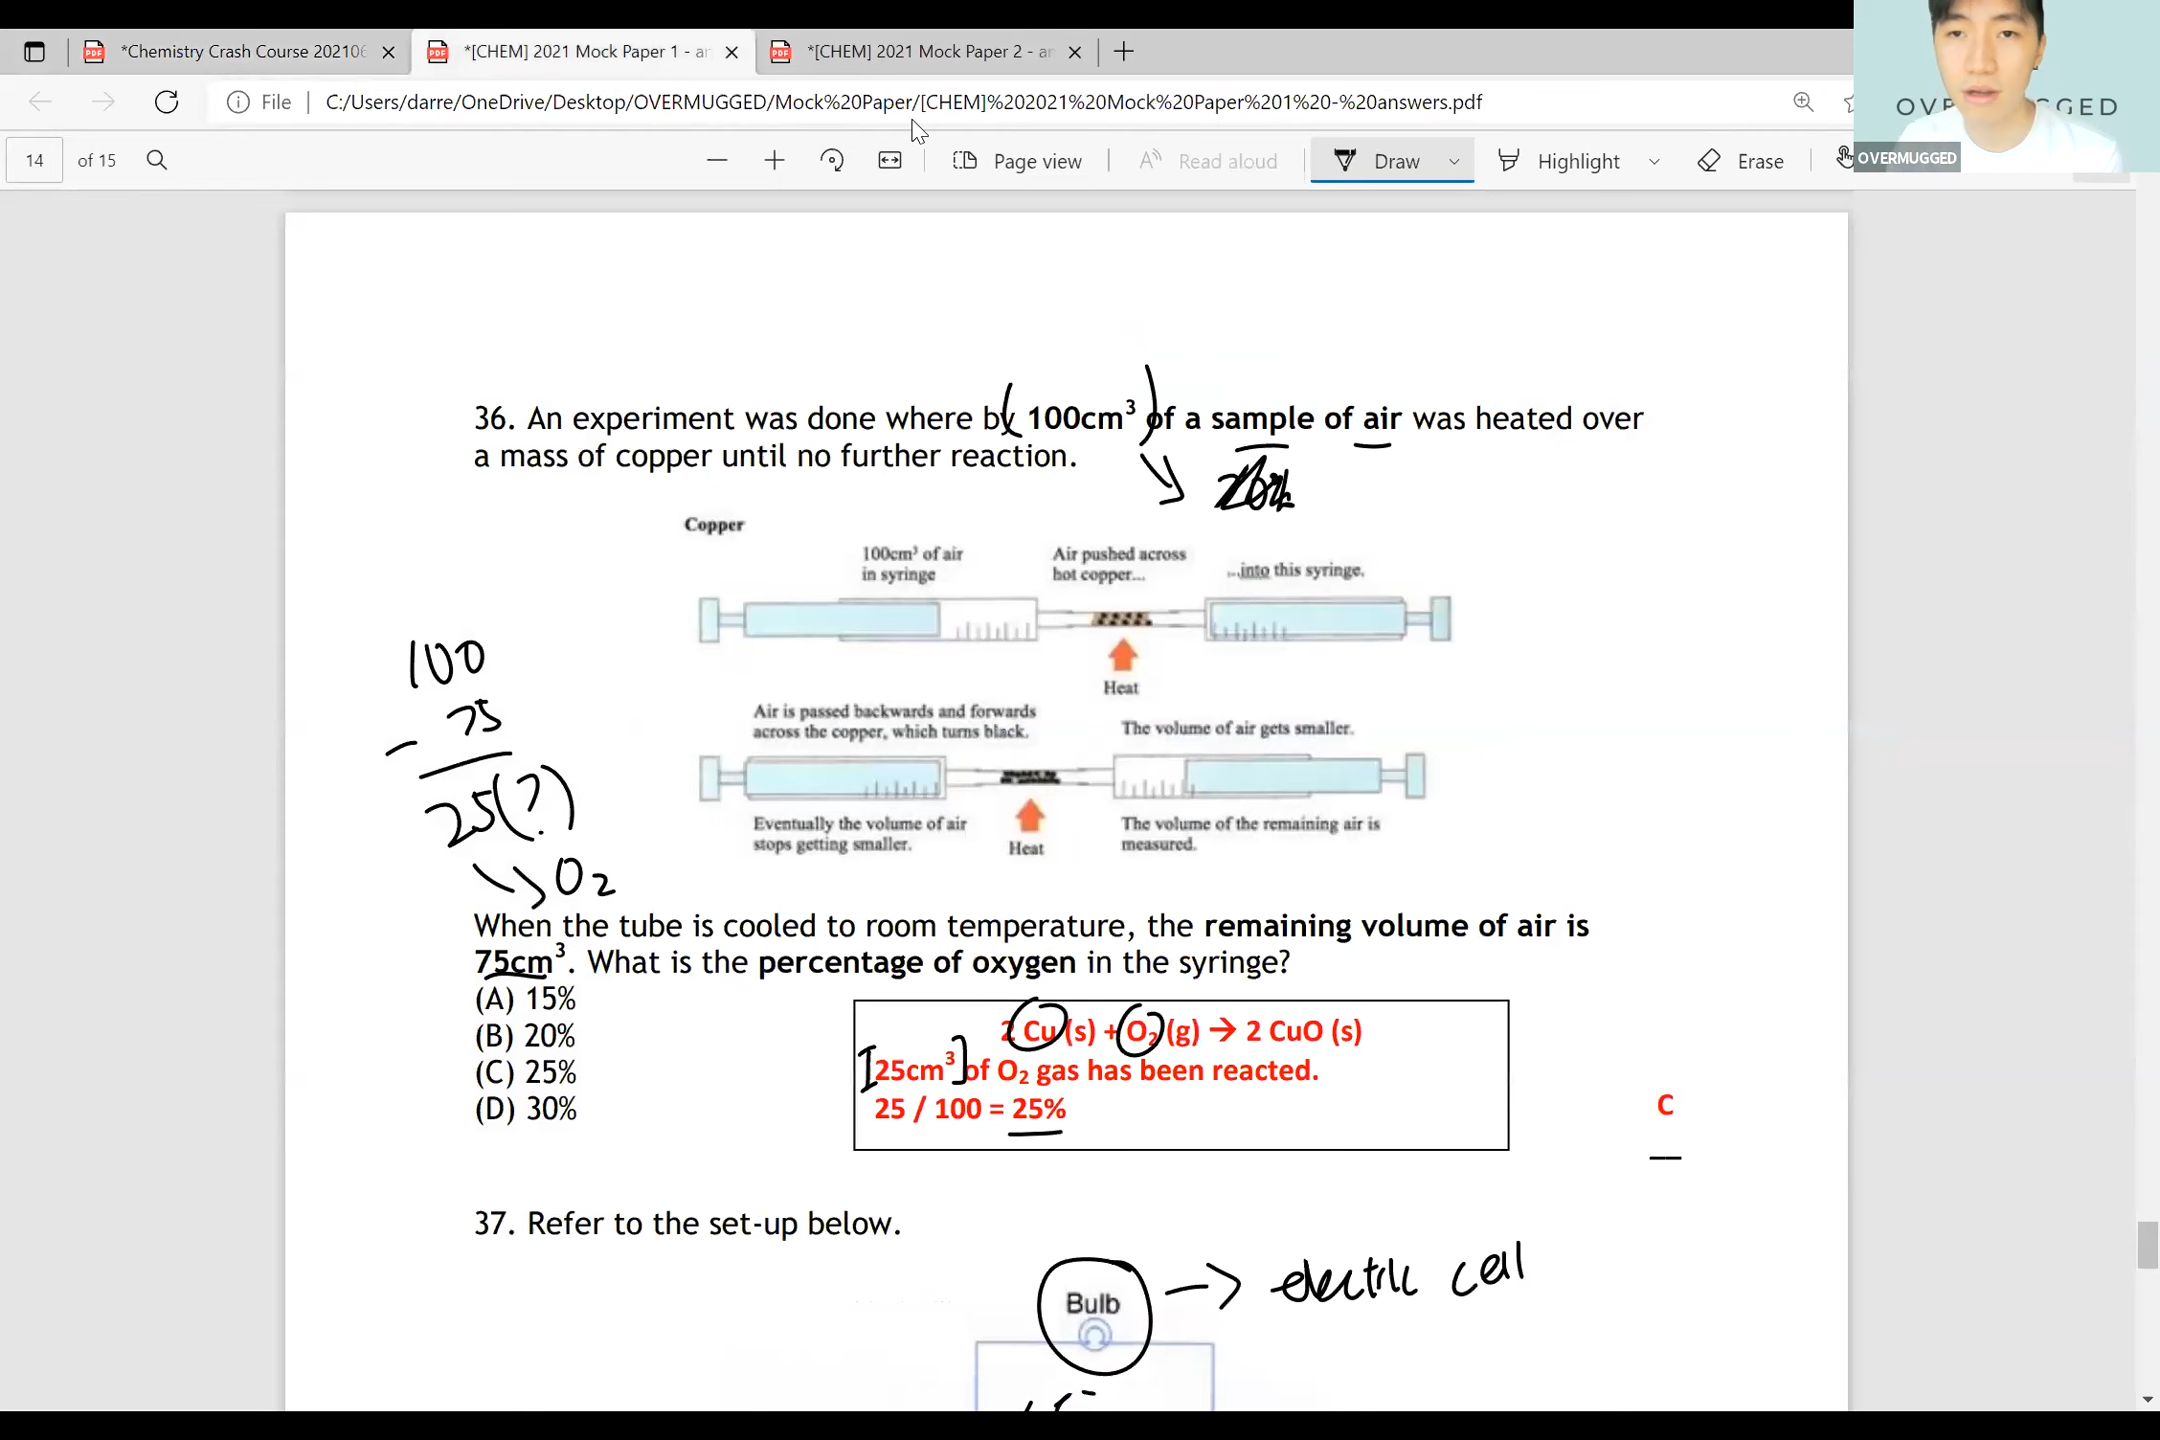 *Chemistry Crash Course 202106
*[CHEM] 2021 Mock Paper 1 - an
*[CHEM] 2021 Mock Paper 2 - an
File
C:/Users/darre/OneDrive/Desktop/OVERMUGGED/Mock%20Paper/[CHEM]%202021%20Mock%20Paper%201%20-%20answers.pdf
OVERMUGGED
OVERMUGGED
14 of 15
Page view
Read aloud
Draw
Highlight
Erase
36. An experiment was done where by (100cm³) of a sample of air was heated over
a mass of copper until no further reaction.
Copper
100cm³ of air
in syringe
Air pushed across
hot copper...
...into this syringe.
Heat
100
- 75
25(?)
O₂
Air is passed backwards and forwards
across the copper, which turns black.
The volume of air gets smaller.
Eventually the volume of air
stops getting smaller.
Heat
The volume of the remaining air is
measured.
When the tube is cooled to room temperature, the remaining volume of air is
75cm³. What is the percentage of oxygen in the syringe?
(A) 15%
(B) 20%
(C) 25%
(D) 30%
2 Cu (s) + O₂ (g) → 2 CuO (s)
[25cm³] of O₂ gas has been reacted.
25 / 100 = 25%
C
37. Refer to the set-up below.
Bulb
→ electric cell